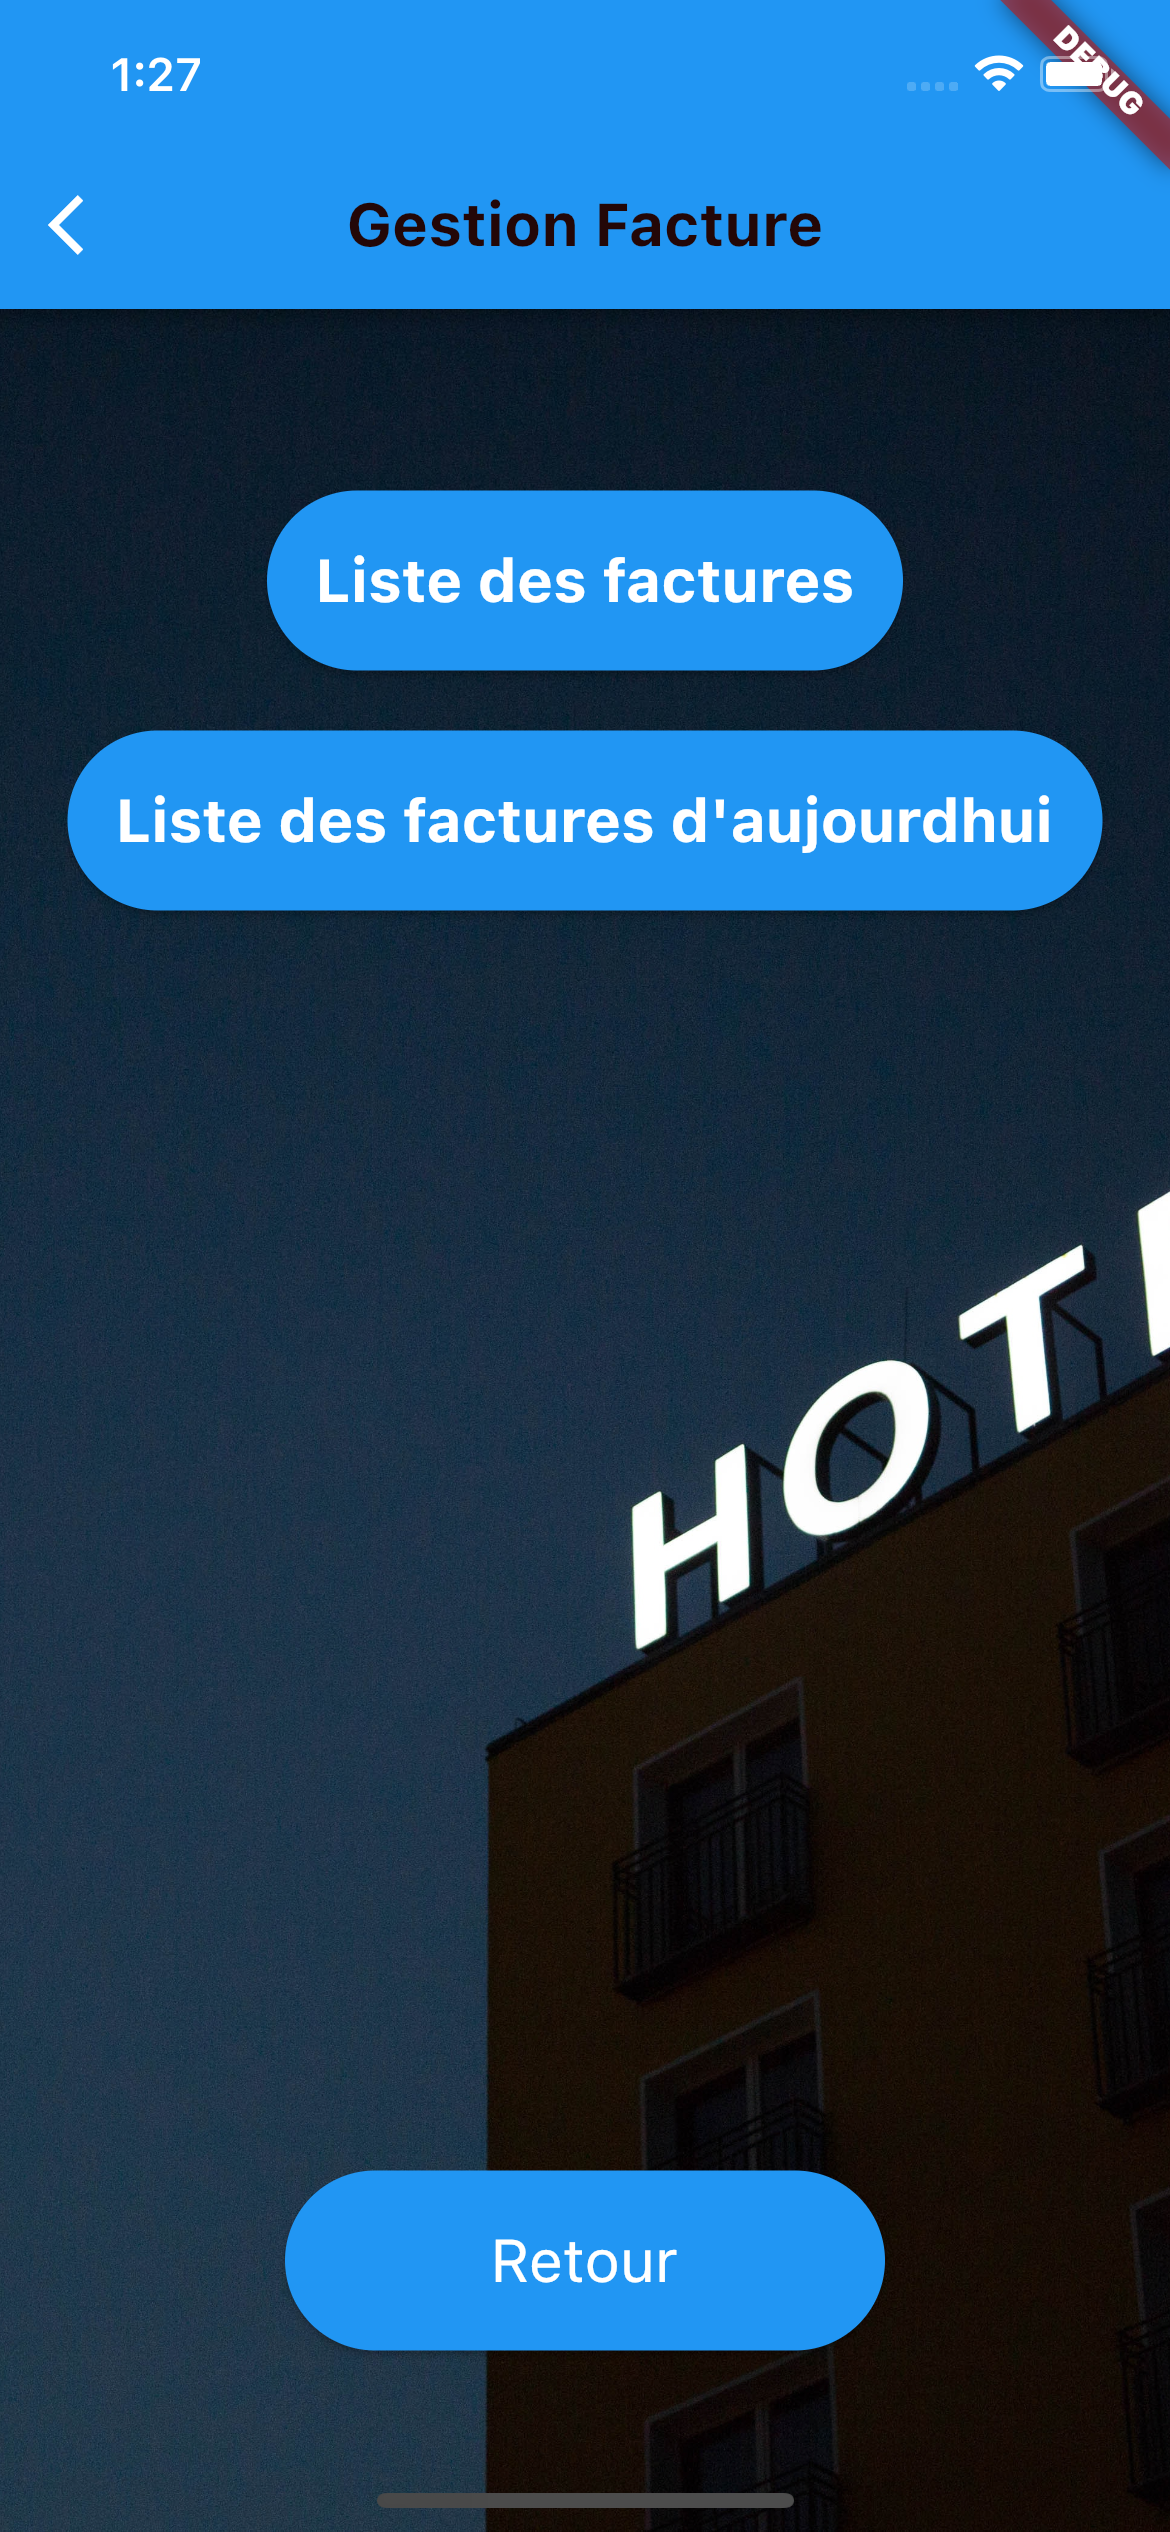 1:27
DEBUG
Gestion Facture
Liste des factures
Liste des factures d'aujourdhui
HOT
Retour